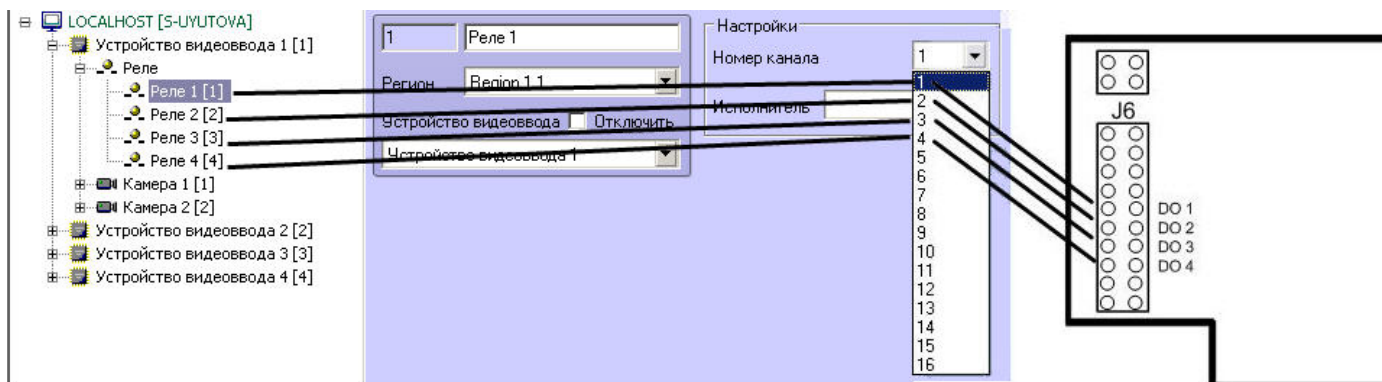 LOCALHOST [S-UYUTOVA]
Устройство видеоввода 1 [1]
Реле
Реле 1 [1]
Реле 2 [2]
Реле 3 [3]
Реле 4 [4]
Камера 1 [1]
Камера 2 [2]
Устройство видеоввода 2 [2]
Устройство видеоввода 3 [3]
Устройство видеоввода 4 [4]
1 Реле 1
Регион Region 1.1
Устройство видеоввода Отключить
Устройство видеоввода 1
Настройки
Номер канала 1
Исполнитель
1
2
3
4
5
6
7
8
9
10
11
12
13
14
15
16
J6
DO 1
DO 2
DO 3
DO 4